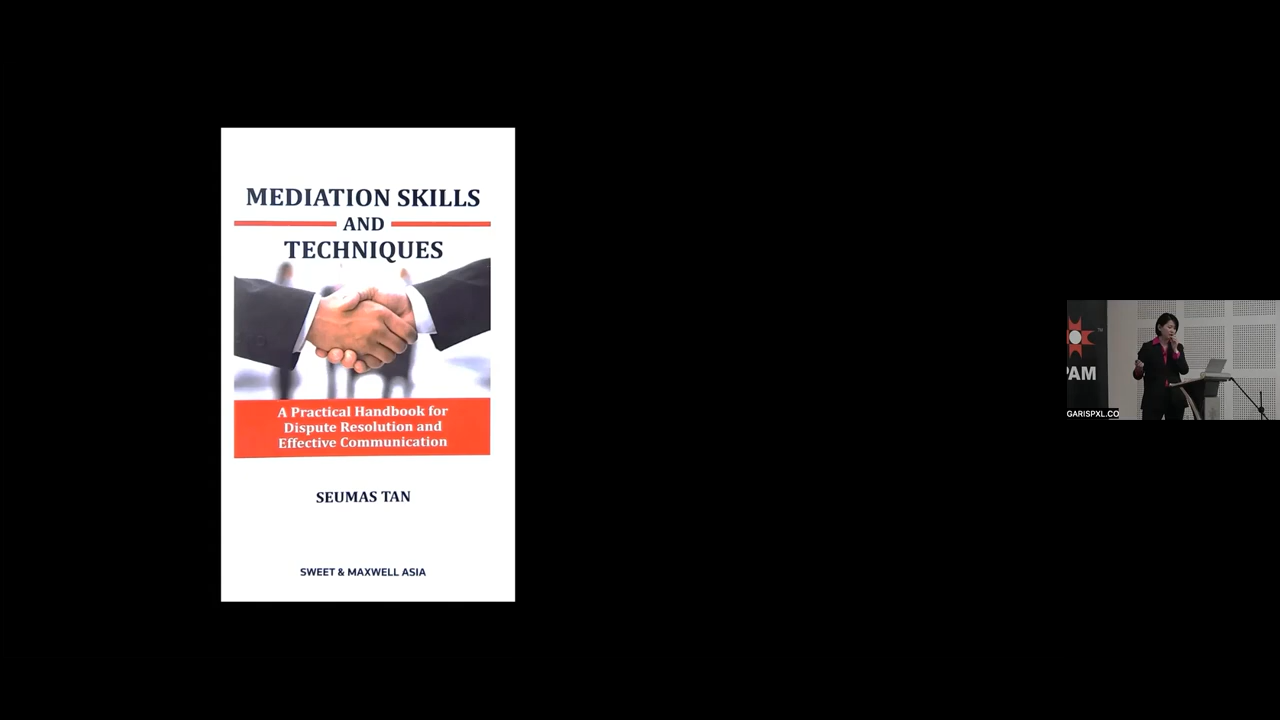 MEDIATION SKILLS
AND
TECHNIQUES
A Practical Handbook for
Dispute Resolution and
Effective Communication
SEUMAS TAN
SWEET & MAXWELL ASIA
TM
PAM
GARISPXL.CO